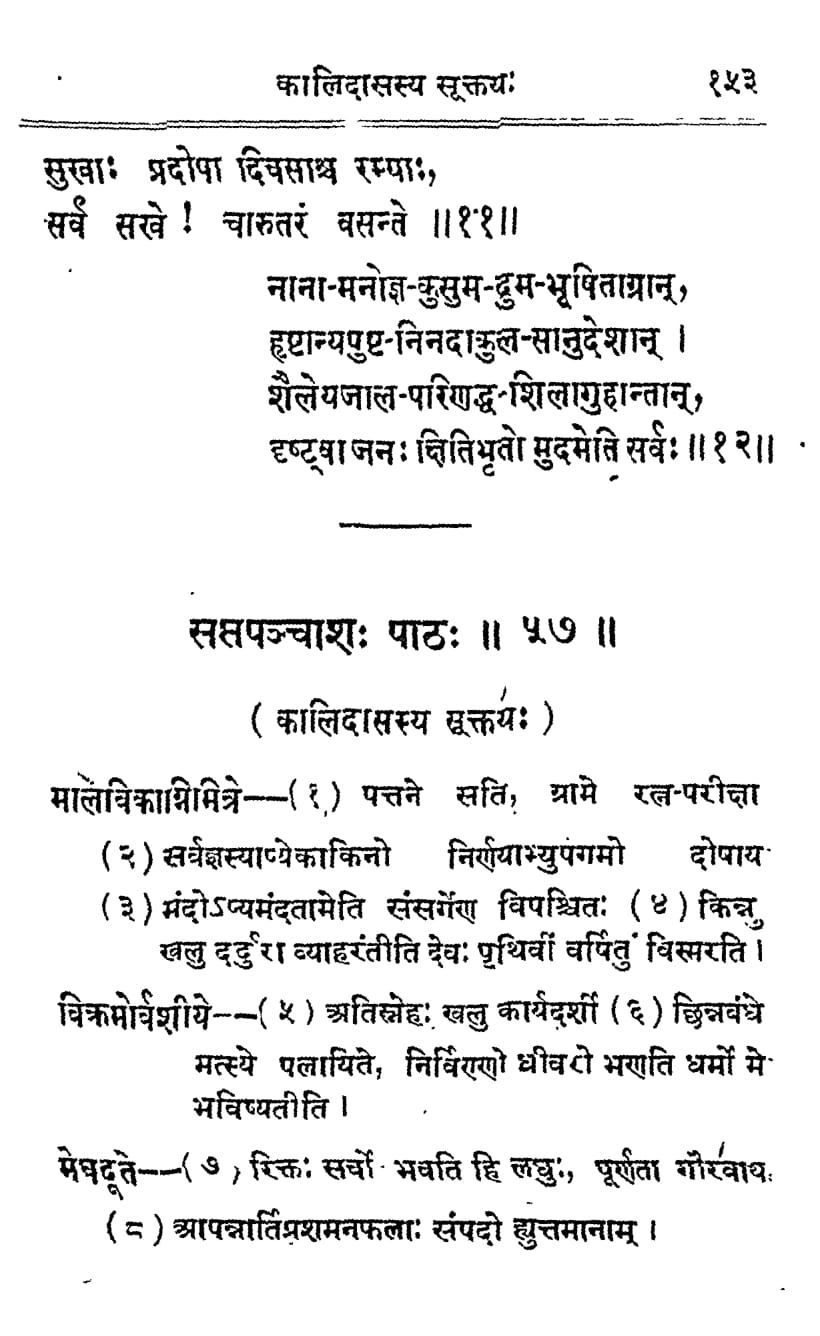 कालिदासस्य सूक्तयः १५३
सुखाः प्रदोषा दिवसाश्च रम्याः,
सर्वं सखे ! चारुतरं वसन्ते ॥११॥
नाना-मनोज्ञ-कुसुम-द्रुम-भूषिताग्रान्,
हृष्टान्यपुष्ट-निनदाकुल-सानुदेशान् ।
शैलेयजाल-परिणद्ध-शिलागुहान्तान्,
दृष्ट्वा जनः क्षितिभृतो मुदमेति सर्वः॥१२॥
सप्तपञ्चाशः पाठः ॥ ५७ ॥
( कालिदासस्य सूक्तयः )
मालविकाग्निमित्रे—(१) पत्तने सति, ग्रामे रत्न-परीक्षा
(२) सर्वज्ञस्याप्येकाकिनो निर्णयाभ्युपगमो दोषाय
(३) मंदोऽप्यमंदतामेति संसर्गेण विपश्चितः (४) किन्नु
खलु दर्दुरा व्याहरंतीति देवः पृथिवीं वर्षितुं विस्मरति ।
विक्रमोर्वशीये--(५) अतिस्नेहः खलु कार्यदर्शी (६) छिन्नबंधे
मत्स्ये पलायिते, निर्विण्णो धीवरो भणति धर्मो मे
भविष्यतीति ।
मेघदूते--(७) रिक्तः सर्वो भवति हि लघुः, पूर्णता गौरवाय
(८) आपन्नार्तिप्रशमनफलाः संपदो ह्युत्तमानाम् ।